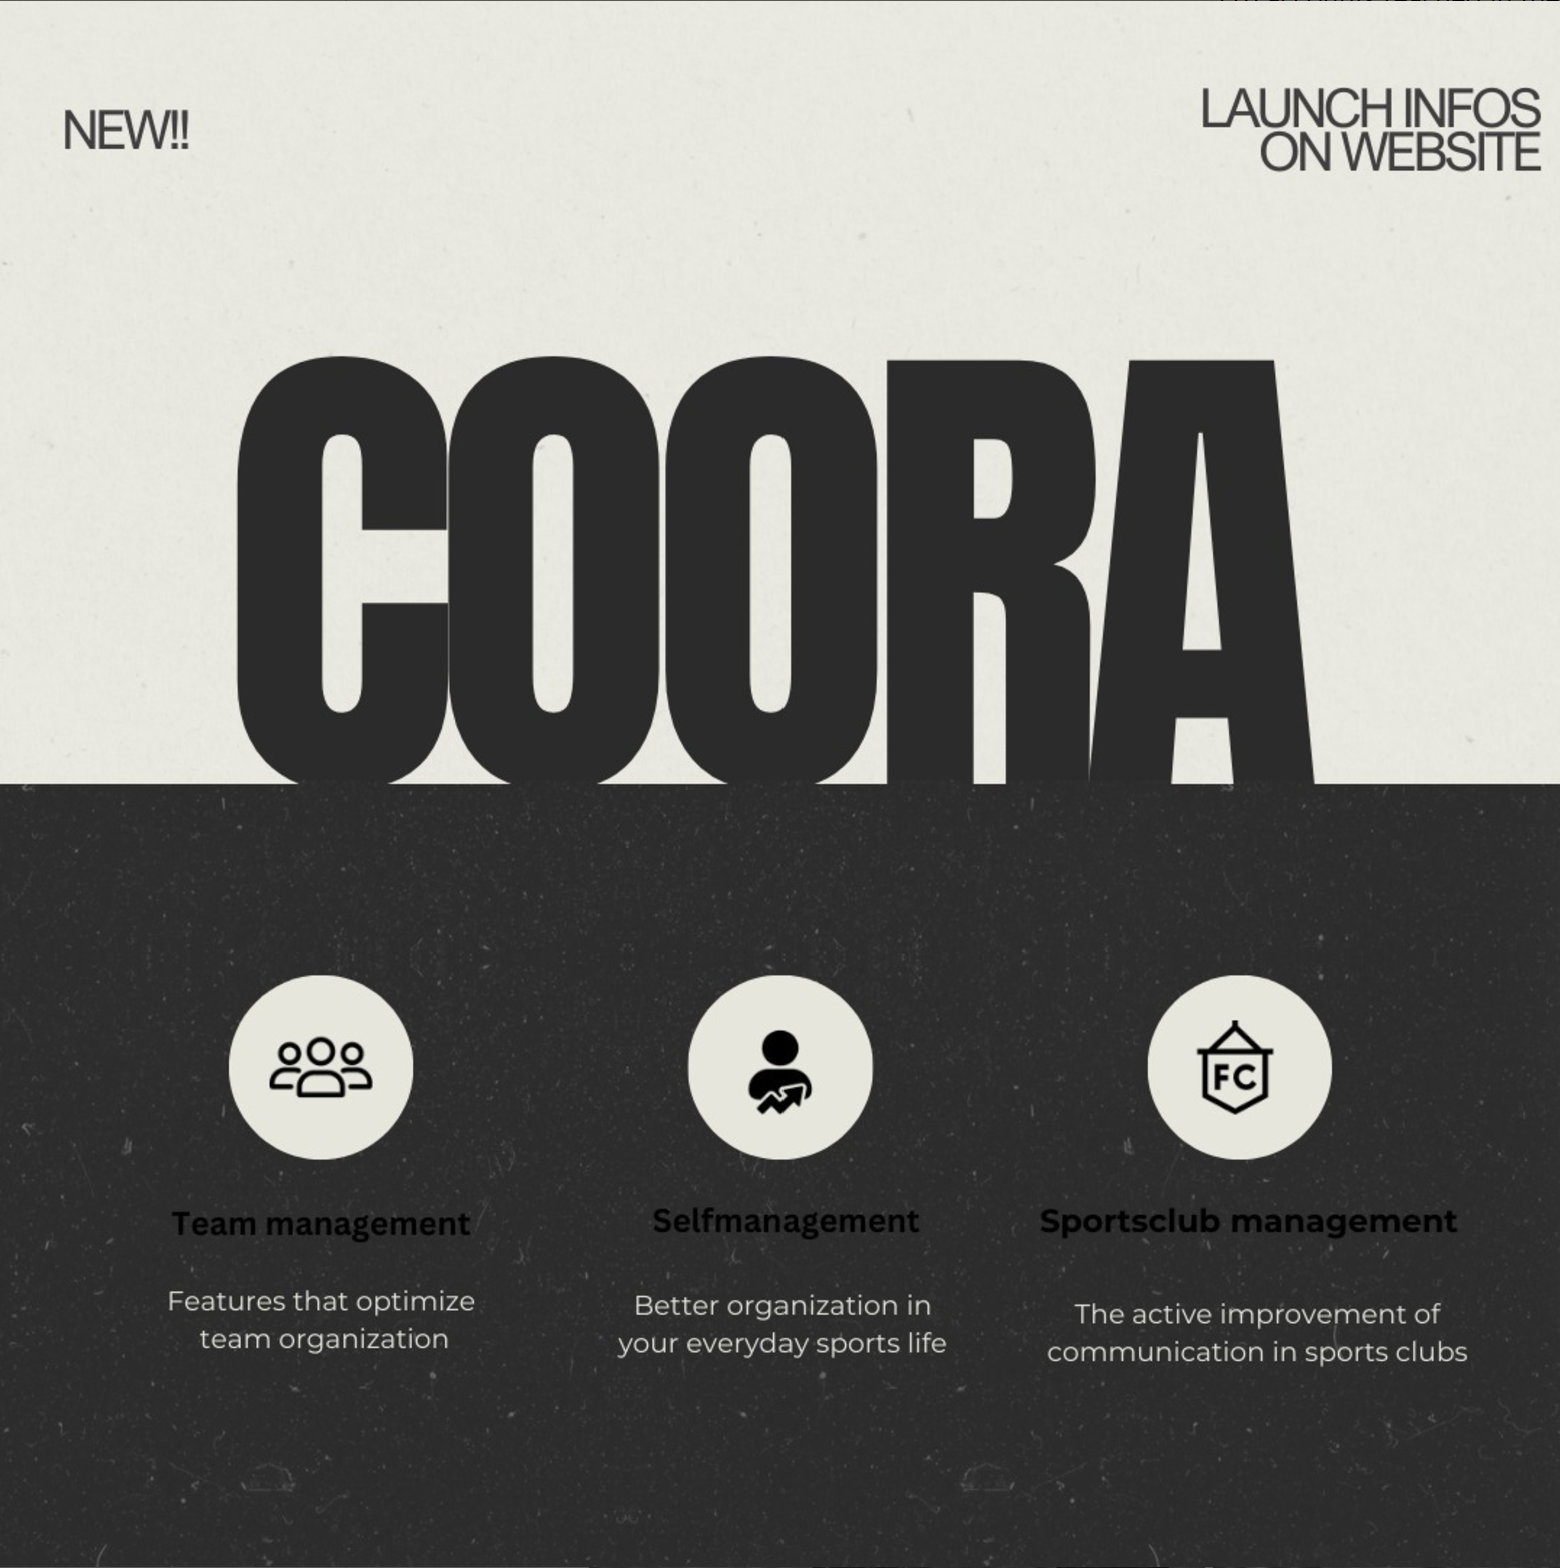 NEW!!
LAUNCH INFOS
ON WEBSITE
COORA
FC
Team management
Features that optimize
team organization
Selfmanagement
Better organization in
your everyday sports life
Sportsclub management
The active improvement of
communication in sports clubs